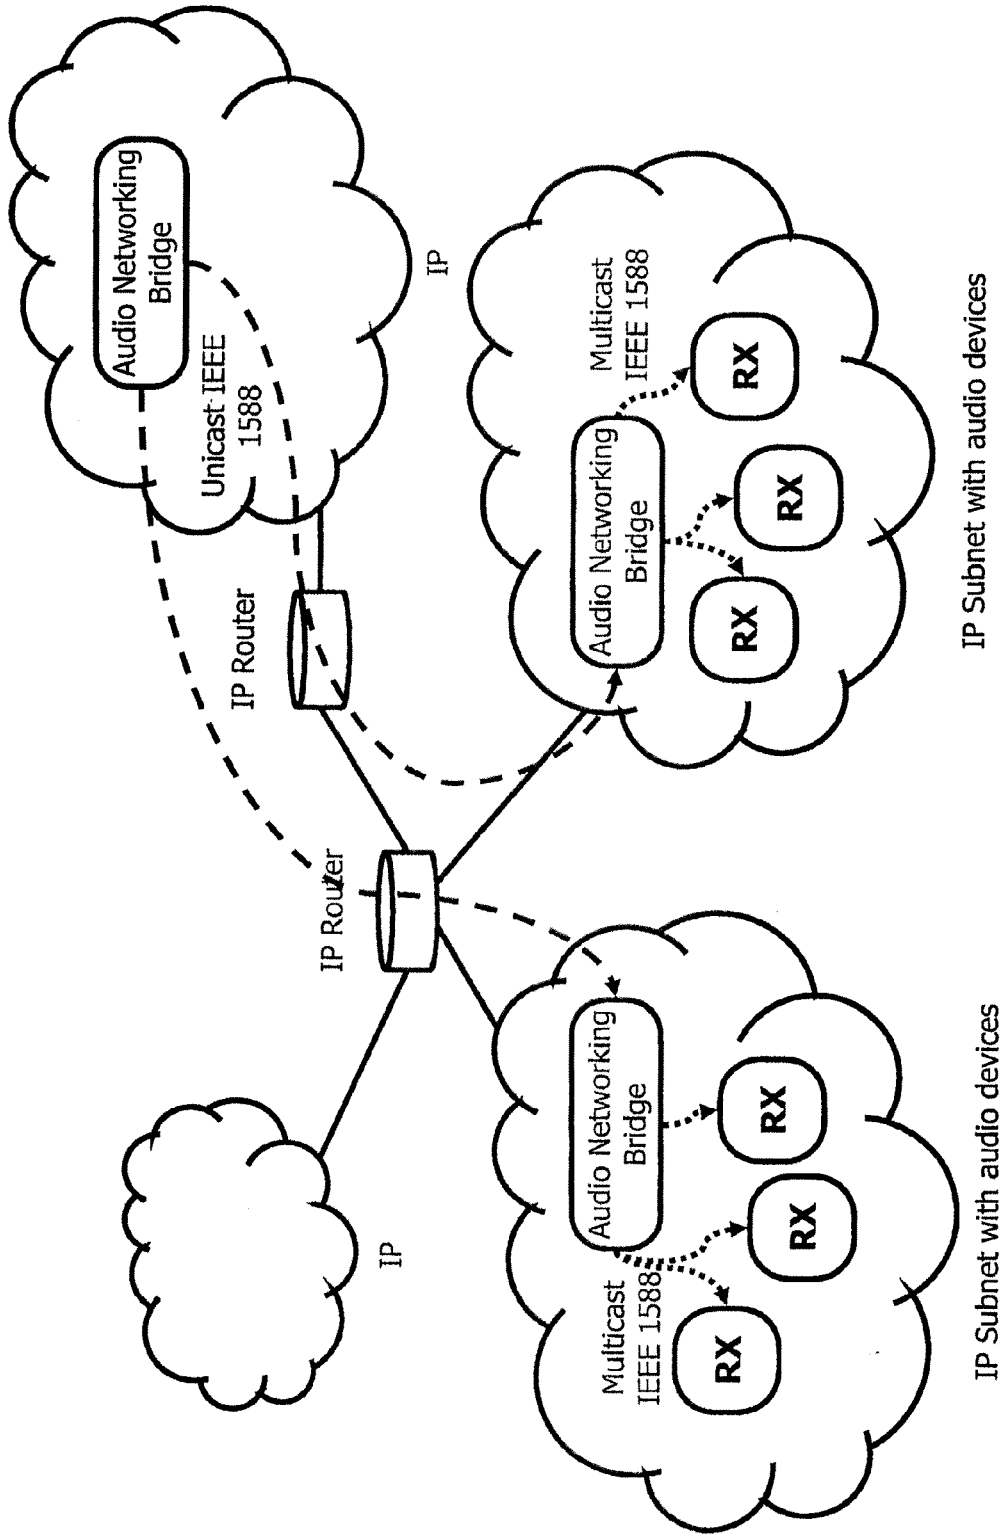 Audio Networking
Bridge
Unicast IEEE
1588
IP Router
IP Router
IP
IP
Multicast
IEEE 1588
Audio Networking
Bridge
RX
RX
RX
IP Subnet with audio devices
Audio Networking
Bridge
Multicast
IEEE 1588
RX
RX
RX
IP Subnet with audio devices